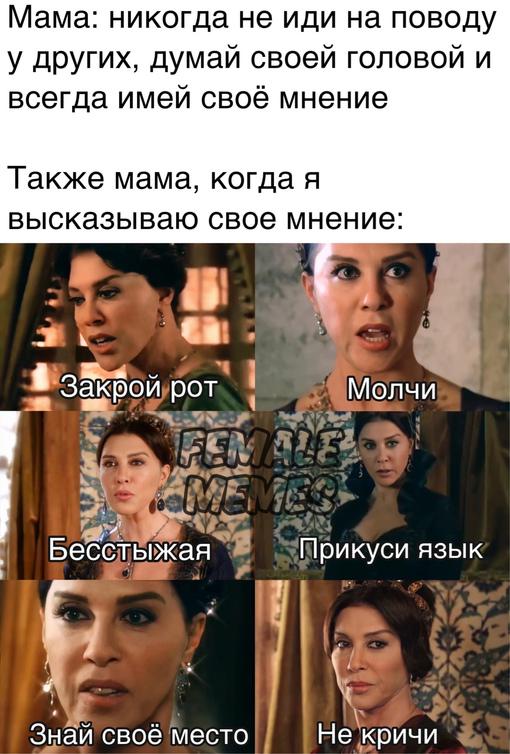 Мама: никогда не иди на поводу
у других, думай своей головой и
всегда имей своё мнение
Также мама, когда я
высказываю свое мнение:
Закрой рот
Молчи
FEMALE
MEMES
Бесстыжая
Прикуси язык
Знай своё место
Не кричи